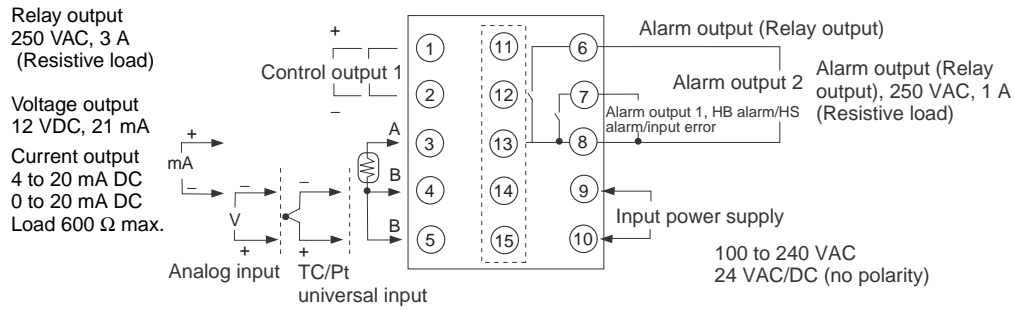 Relay output
250 VAC, 3 A
(Resistive load)
Voltage output
12 VDC, 21 mA
Current output
4 to 20 mA DC
0 to 20 mA DC
Load 600 Ω max.
+
Control output 1
−
+
mA
−
−
V
+
Analog input
−
+
TC/Pt
universal input
A
B
B
1
2
3
4
5
11
12
13
14
15
6
7
8
9
10
Alarm output (Relay output)
Alarm output 2
Alarm output 1, HB alarm/HS
alarm/input error
Alarm output (Relay
output), 250 VAC, 1 A
(Resistive load)
Input power supply
100 to 240 VAC
24 VAC/DC (no polarity)